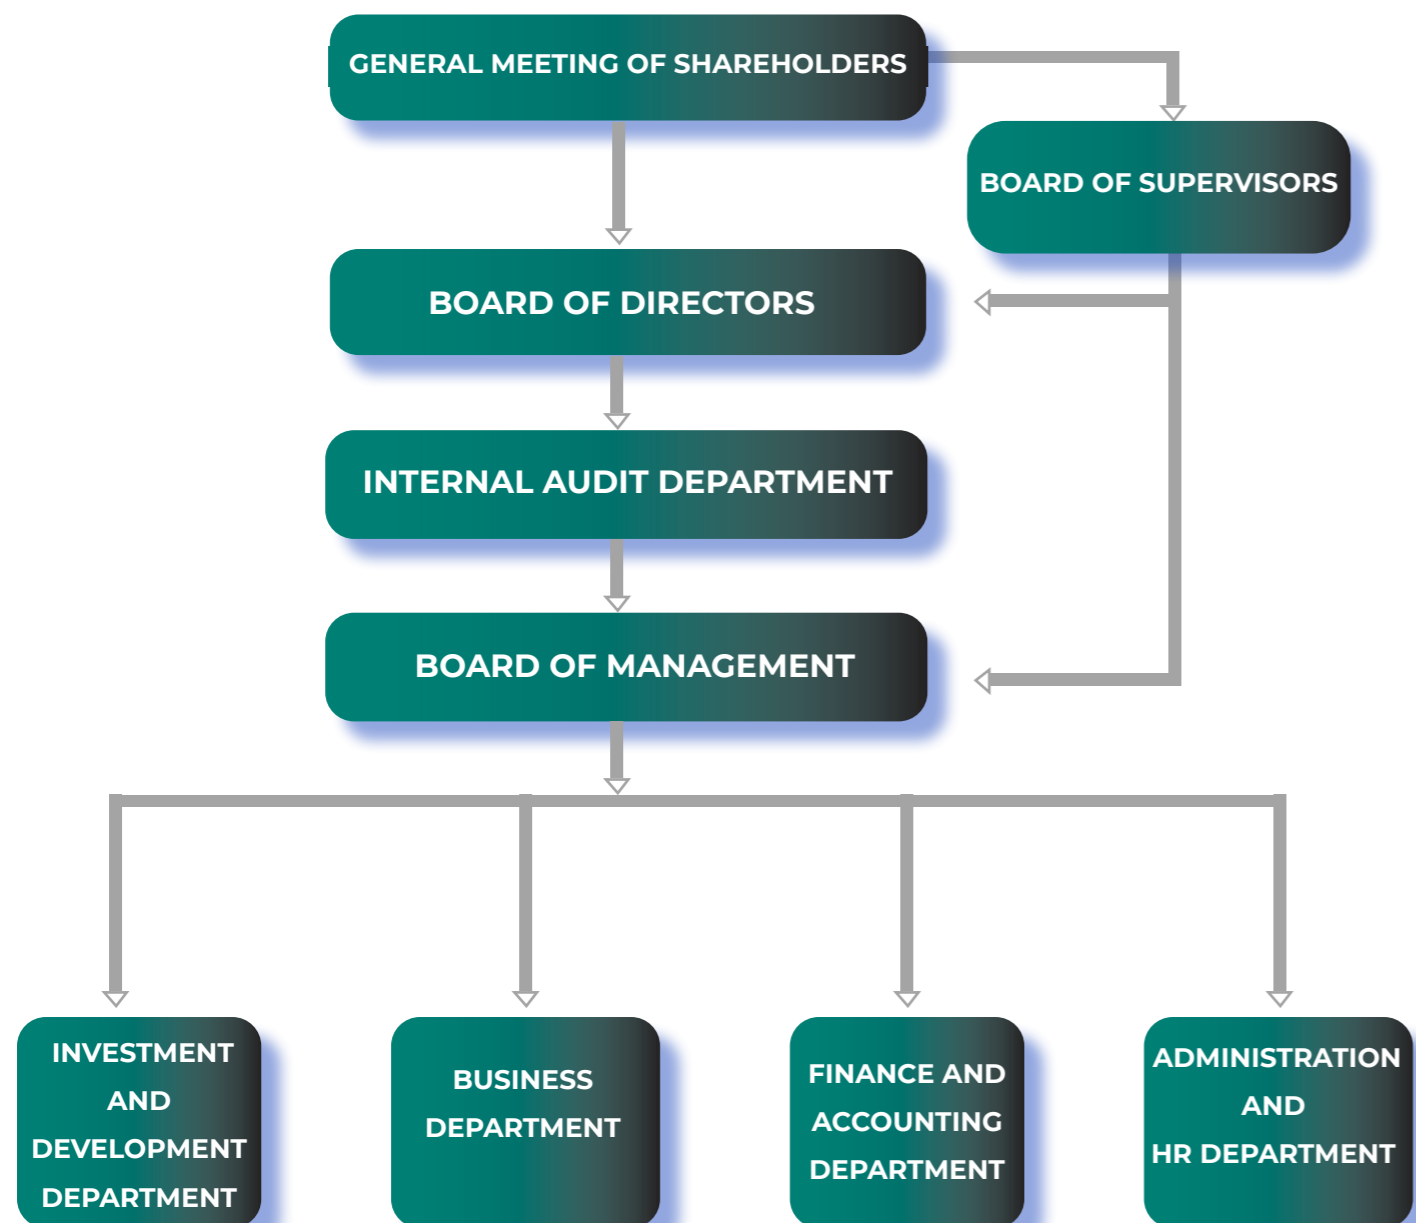 GENERAL MEETING OF SHAREHOLDERS
BOARD OF SUPERVISORS
BOARD OF DIRECTORS
INTERNAL AUDIT DEPARTMENT
BOARD OF MANAGEMENT
INVESTMENT
AND
DEVELOPMENT
DEPARTMENT
BUSINESS
DEPARTMENT
FINANCE AND
ACCOUNTING
DEPARTMENT
ADMINISTRATION
AND
HR DEPARTMENT